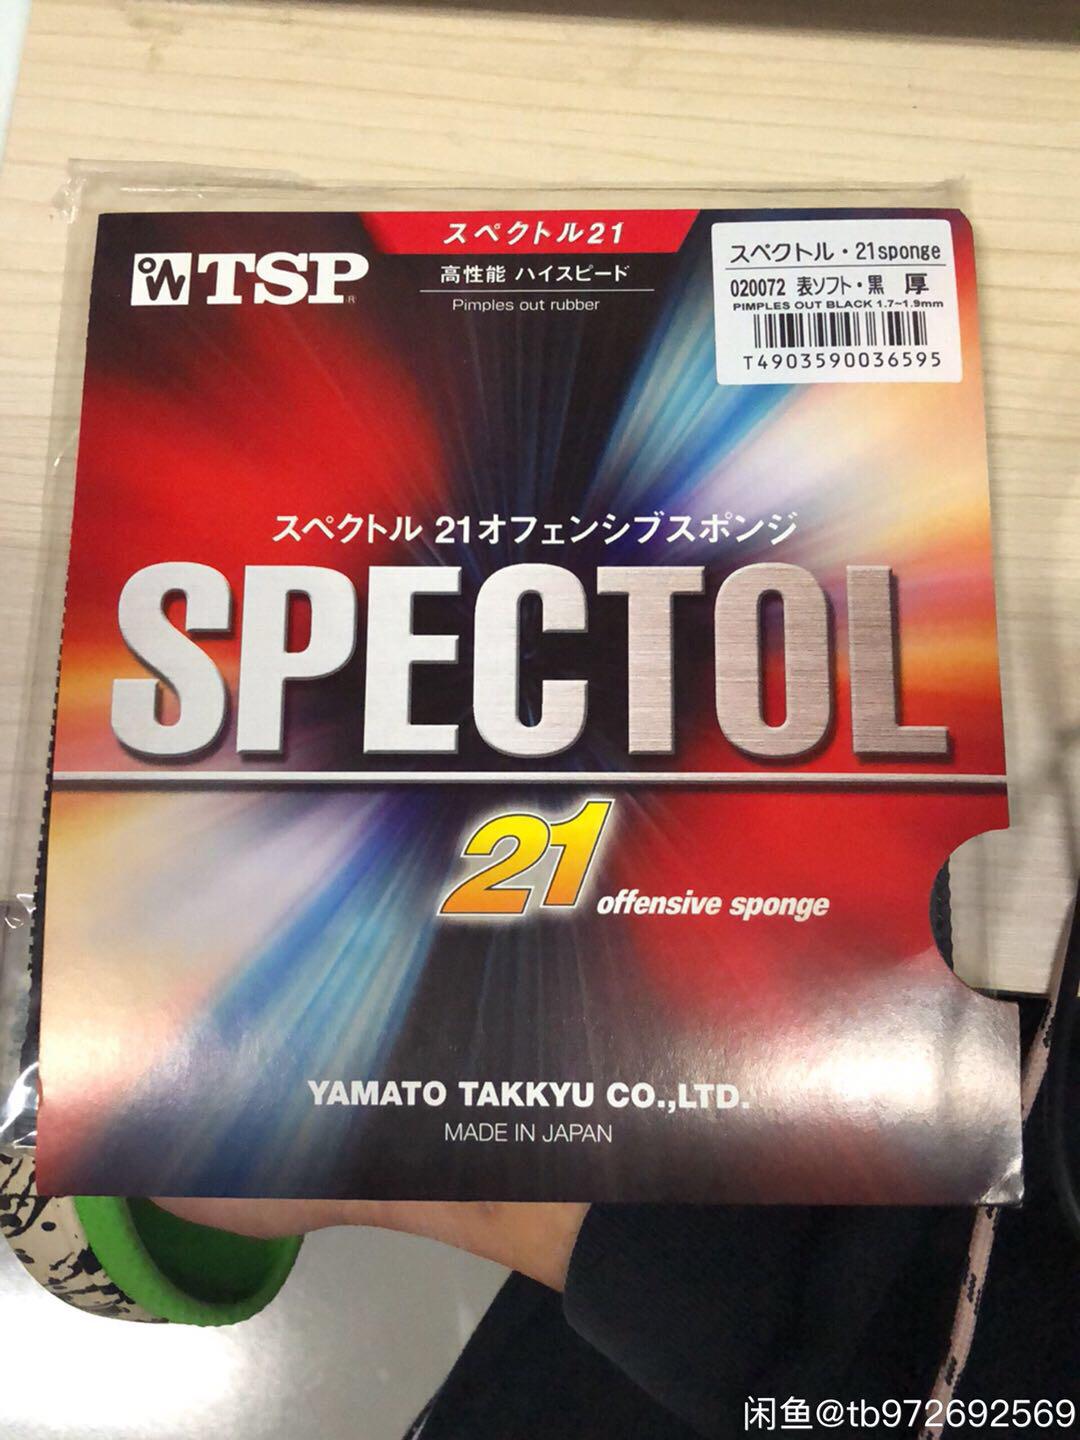 スペクトル21
TSP
高性能 ハイスピード
Pimples out rubber
スペクトル・21sponge
020072 表ソフト・黒 厚
PIMPLES OUT BLACK 1.7~1.9mm
T4903590036595
スペクトル 21オフェンシブスポンジ
SPECTOL
21 offensive sponge
YAMATO TAKKYU CO.,LTD.
MADE IN JAPAN
闲鱼@tb972692569